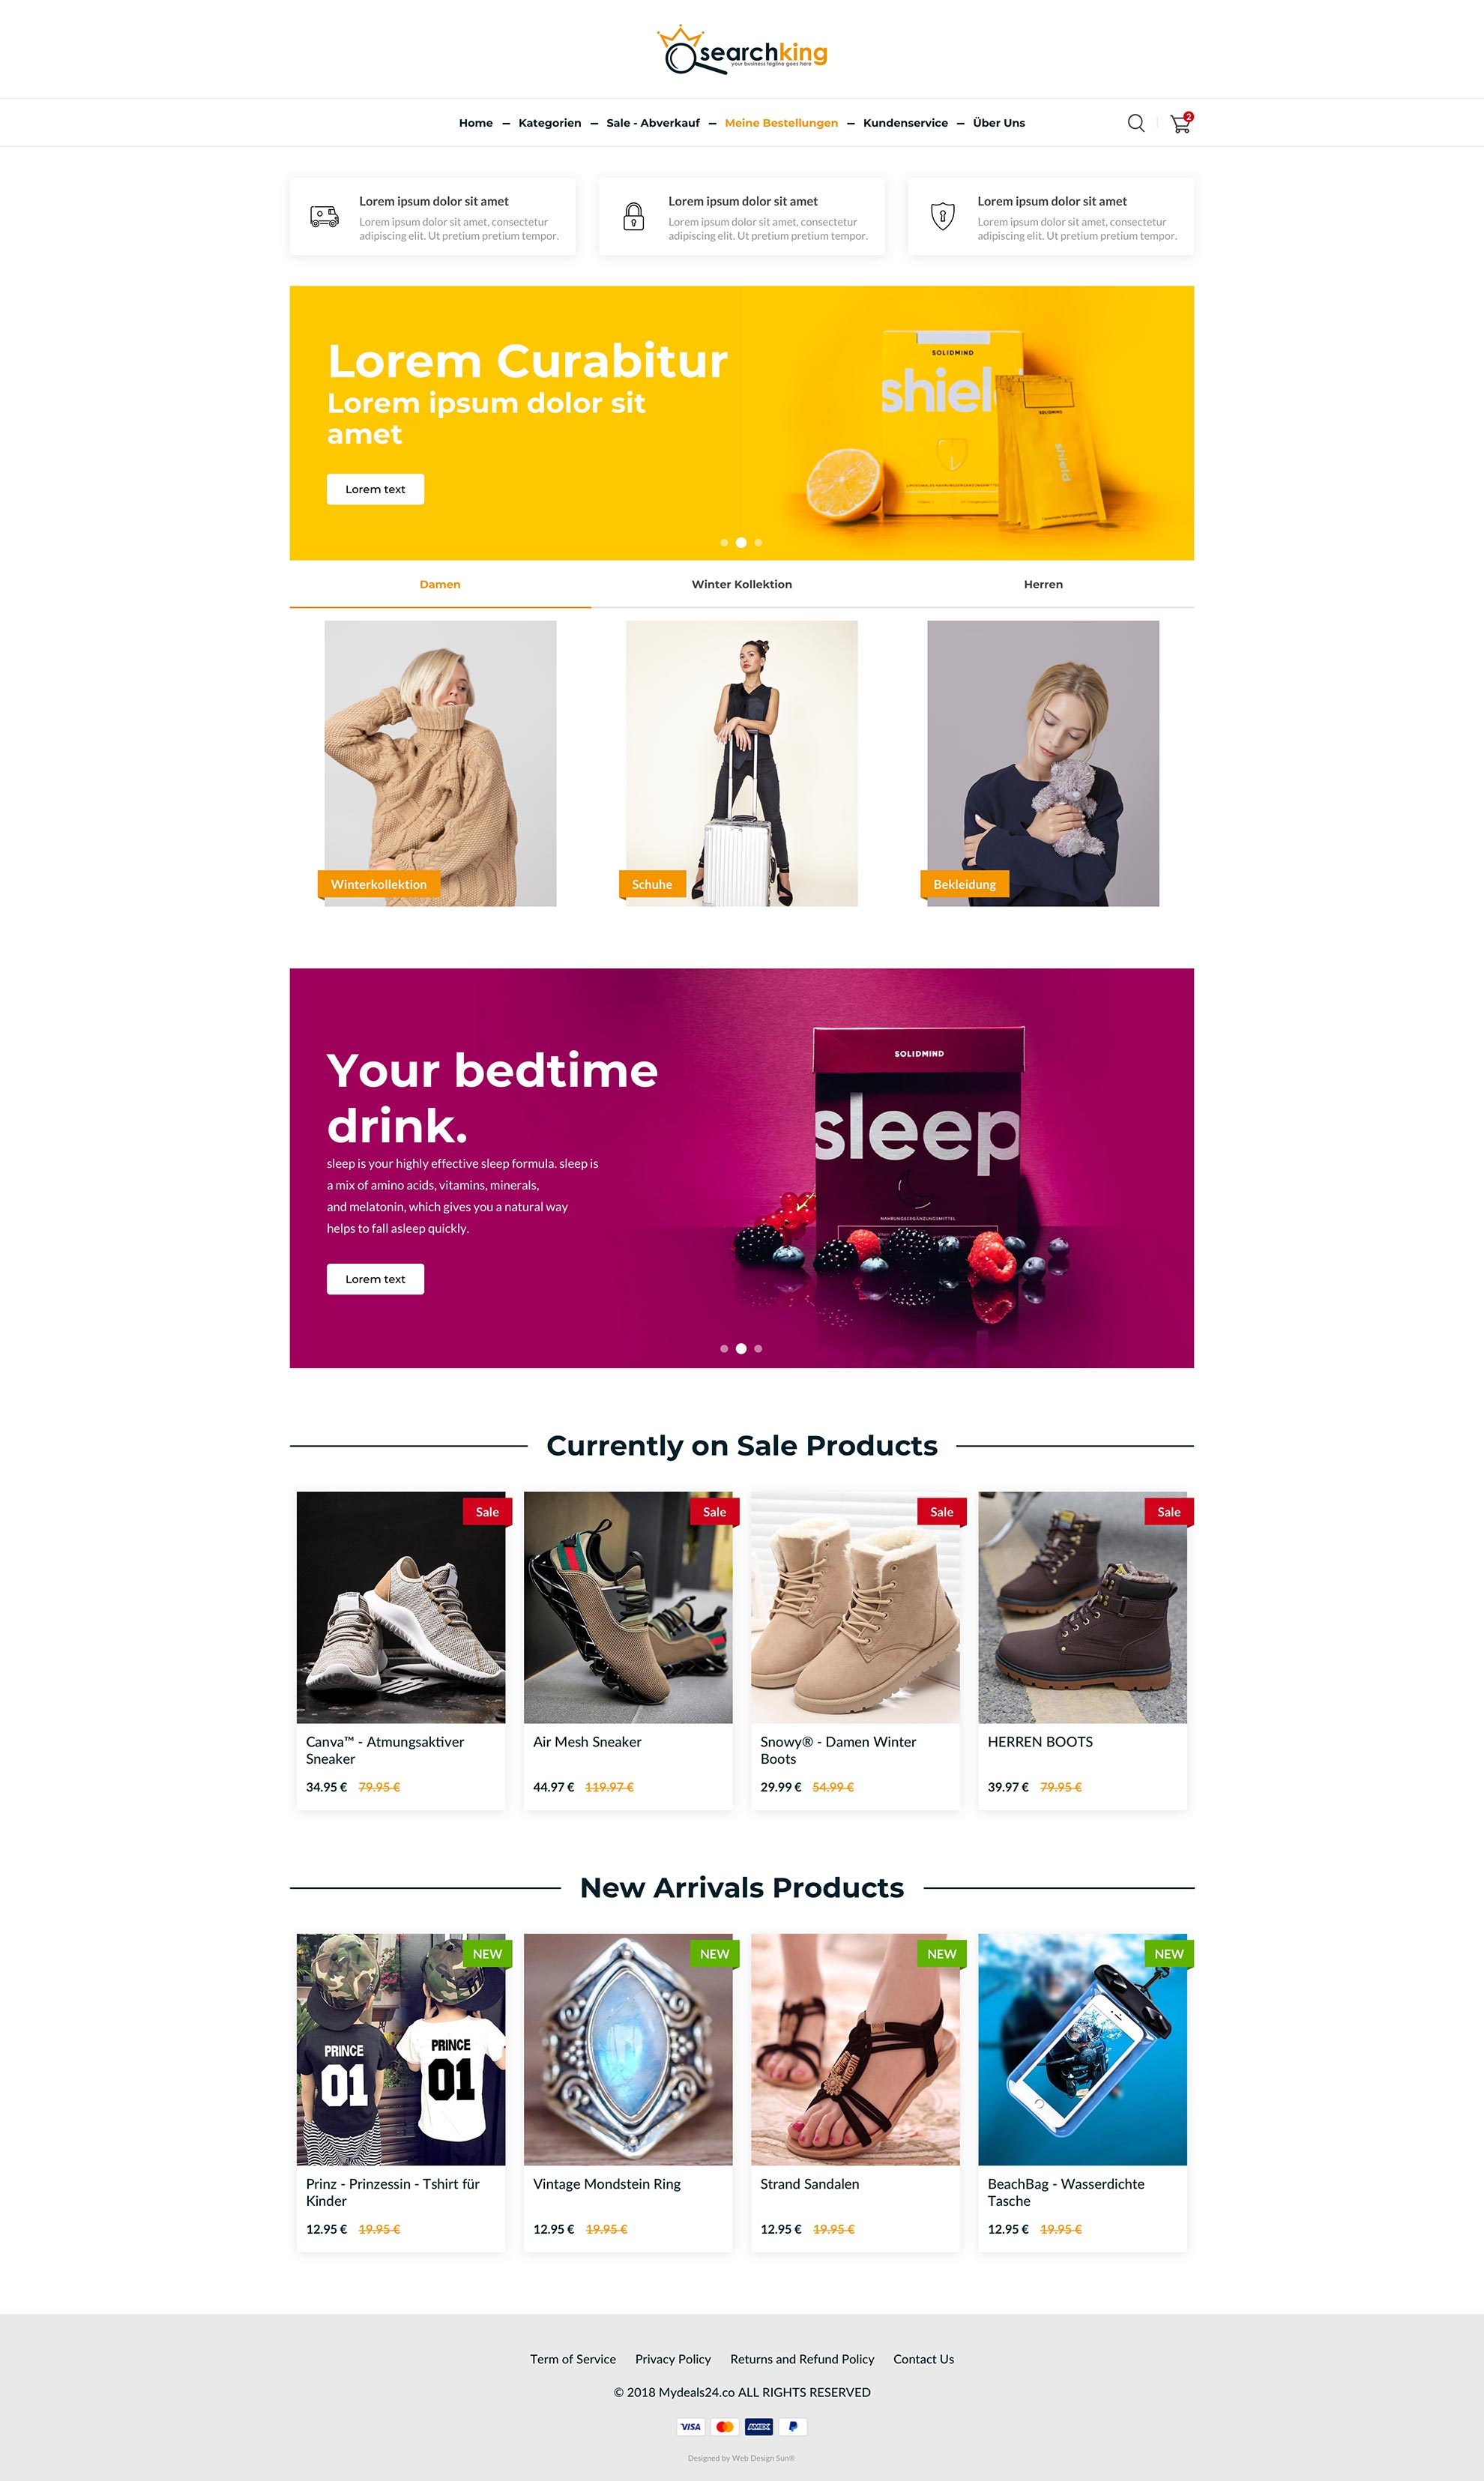 searchking
your business tagline goes here
Home – Kategorien – Sale - Abverkauf – Meine Bestellungen – Kundenservice – Über Uns
2
Lorem ipsum dolor sit amet
Lorem ipsum dolor sit amet, consectetur
adipiscing elit. Ut pretium pretium tempor.
Lorem ipsum dolor sit amet
Lorem ipsum dolor sit amet, consectetur
adipiscing elit. Ut pretium pretium tempor.
Lorem ipsum dolor sit amet
Lorem ipsum dolor sit amet, consectetur
adipiscing elit. Ut pretium pretium tempor.
Lorem Curabitur
Lorem ipsum dolor sit
amet
Lorem text
SOLIDMIND
shield
SOLIDMIND
shield
Damen
Winter Kollektion
Herren
Winterkollektion
Schuhe
Bekleidung
Your bedtime
drink.
sleep is your highly effective sleep formula. sleep is
a mix of amino acids, vitamins, minerals,
and melatonin, which gives you a natural way
helps to fall asleep quickly.
Lorem text
SOLIDMIND
sleep
NAHRUNGSERGÄNZUNGSMITTEL
Currently on Sale Products
Sale
Canva™ - Atmungsaktiver
Sneaker
34.95 € 79.95 €
Sale
Air Mesh Sneaker
44.97 € 119.97 €
Sale
Snowy® - Damen Winter
Boots
29.99 € 54.99 €
Sale
HERREN BOOTS
39.97 € 79.95 €
New Arrivals Products
NEW
PRINCE
01
PRINCE
01
Prinz - Prinzessin - Tshirt für
Kinder
12.95 € 19.95 €
NEW
Vintage Mondstein Ring
12.95 € 19.95 €
NEW
Strand Sandalen
12.95 € 19.95 €
NEW
BeachBag - Wasserdichte
Tasche
12.95 € 19.95 €
Term of Service Privacy Policy Returns and Refund Policy Contact Us
© 2018 Mydeals24.co ALL RIGHTS RESERVED
VISA
AMEX
Designed by Web Design Sun®